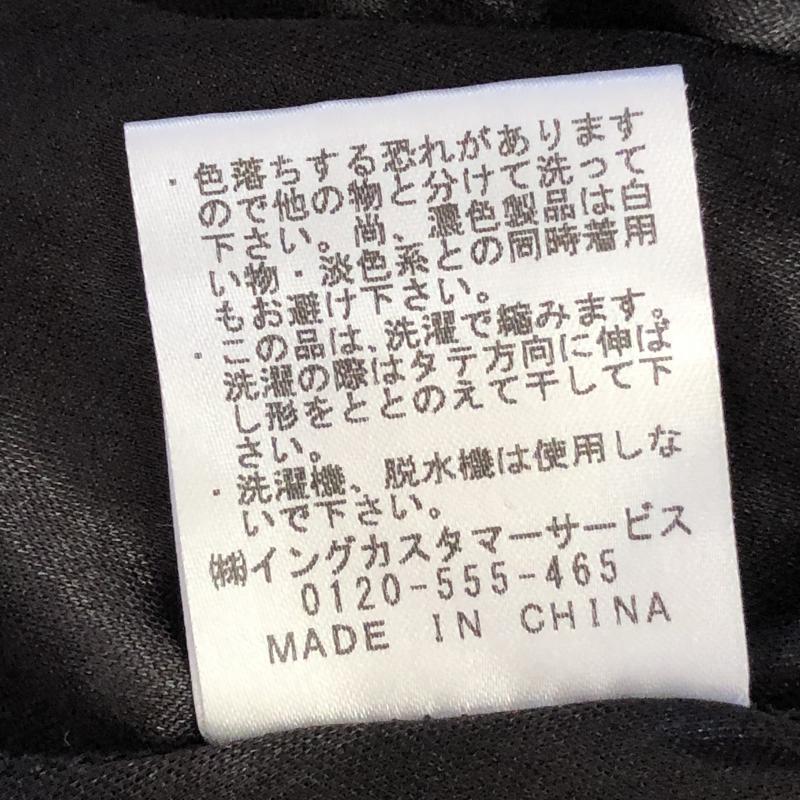 ・色落ちする恐れがあります
ので他の物と分けて洗って
下さい。尚、濃色の製品は白
い物・淡色系との同時着用
もお避け下さい。
・この品は、洗濯で縮みます。
洗濯の際はタテ方向に伸ば
し形をととのえて干して下
さい。
・洗濯機、脱水機は使用しな
いで下さい。
㈱イングカスタマーサービス
0120-555-465
MADE IN CHINA